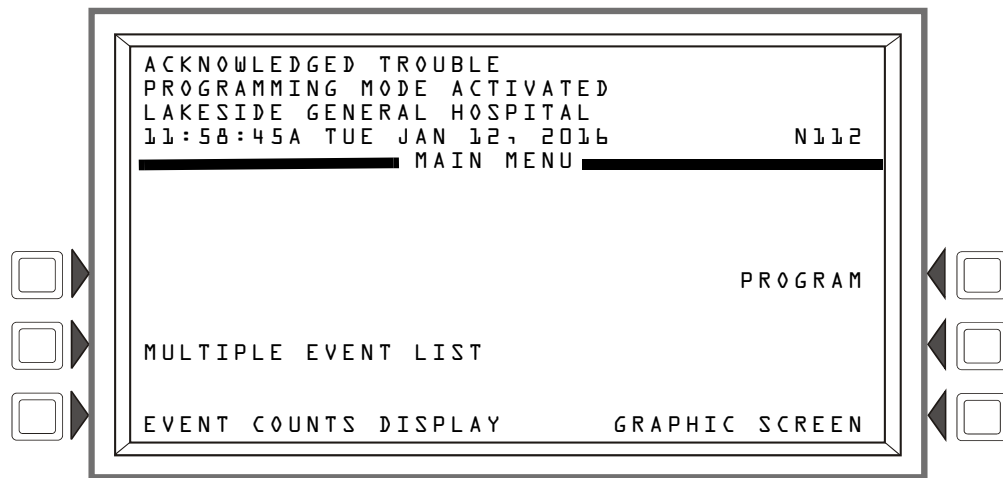 ACKNOWLEDGED TROUBLE
PROGRAMMING MODE ACTIVATED
LAKESIDE GENERAL HOSPITAL
11:58:45A TUE JAN 12, 2016 N112
MAIN MENU
PROGRAM
MULTIPLE EVENT LIST
EVENT COUNTS DISPLAY GRAPHIC SCREEN